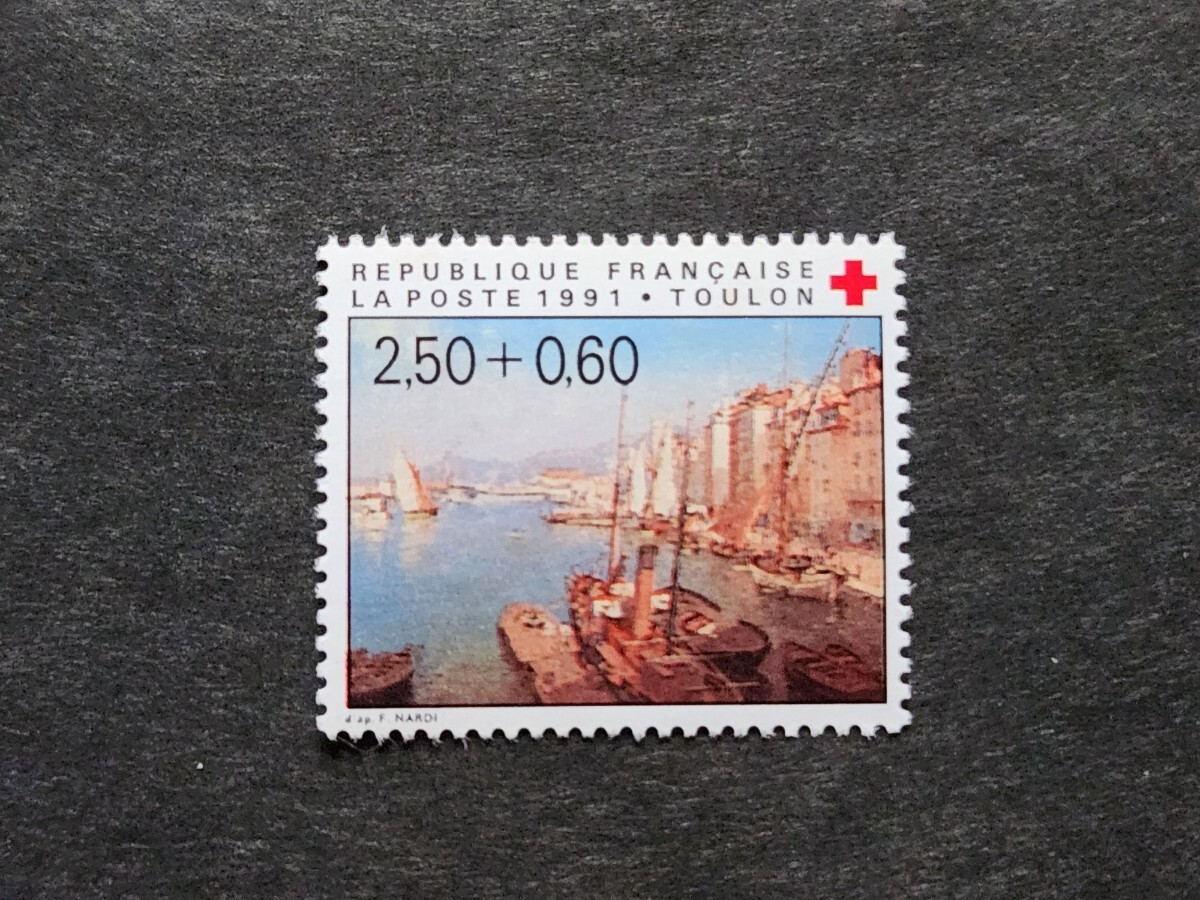 REPUBLIQUE FRANÇAISE
LA POSTE 1991 • TOULON
2,50 + 0,60
d'ap. F. NARDI